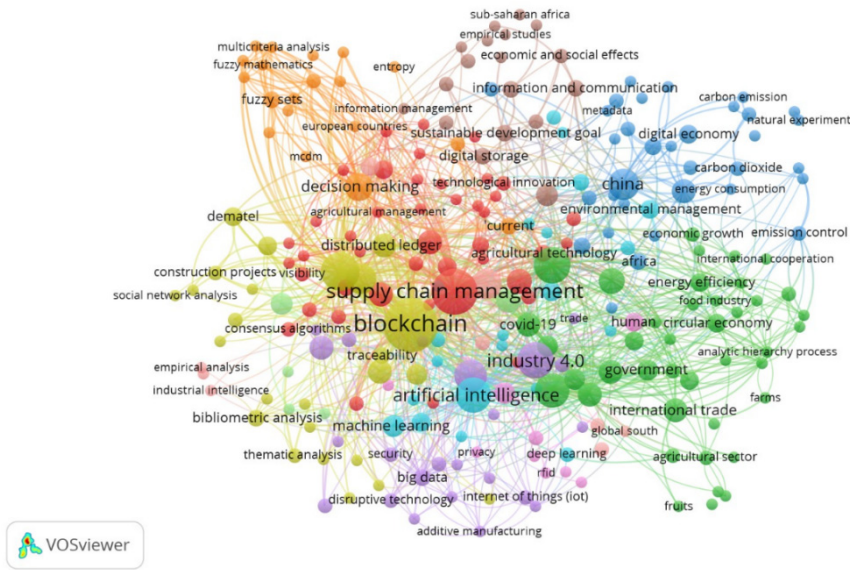 sub-saharan africa
empirical studies
multicriteria analysis
economic and social effects
fuzzy mathematics
entropy
information and communication
fuzzy sets
carbon emission
information management
metadata
natural experiment
european countries
sustainable development goal
digital economy
mcdm
digital storage
carbon dioxide
decision making
technological innovation
china
energy consumption
agricultural management
environmental management
dematel
current
economic growth
emission control
distributed ledger
agricultural technology
africa
international cooperation
construction projects
visibility
energy efficiency
social network analysis
supply chain management
food industry
consensus algorithms
blockchain
covid-19
trade
human
circular economy
traceability
industry 4.0
analytic hierarchy process
empirical analysis
government
industrial intelligence
artificial intelligence
farms
bibliometric analysis
machine learning
international trade
global south
thematic analysis
security
privacy
deep learning
agricultural sector
big data
rfid
disruptive technology
internet of things (iot)
fruits
additive manufacturing
VOSviewer